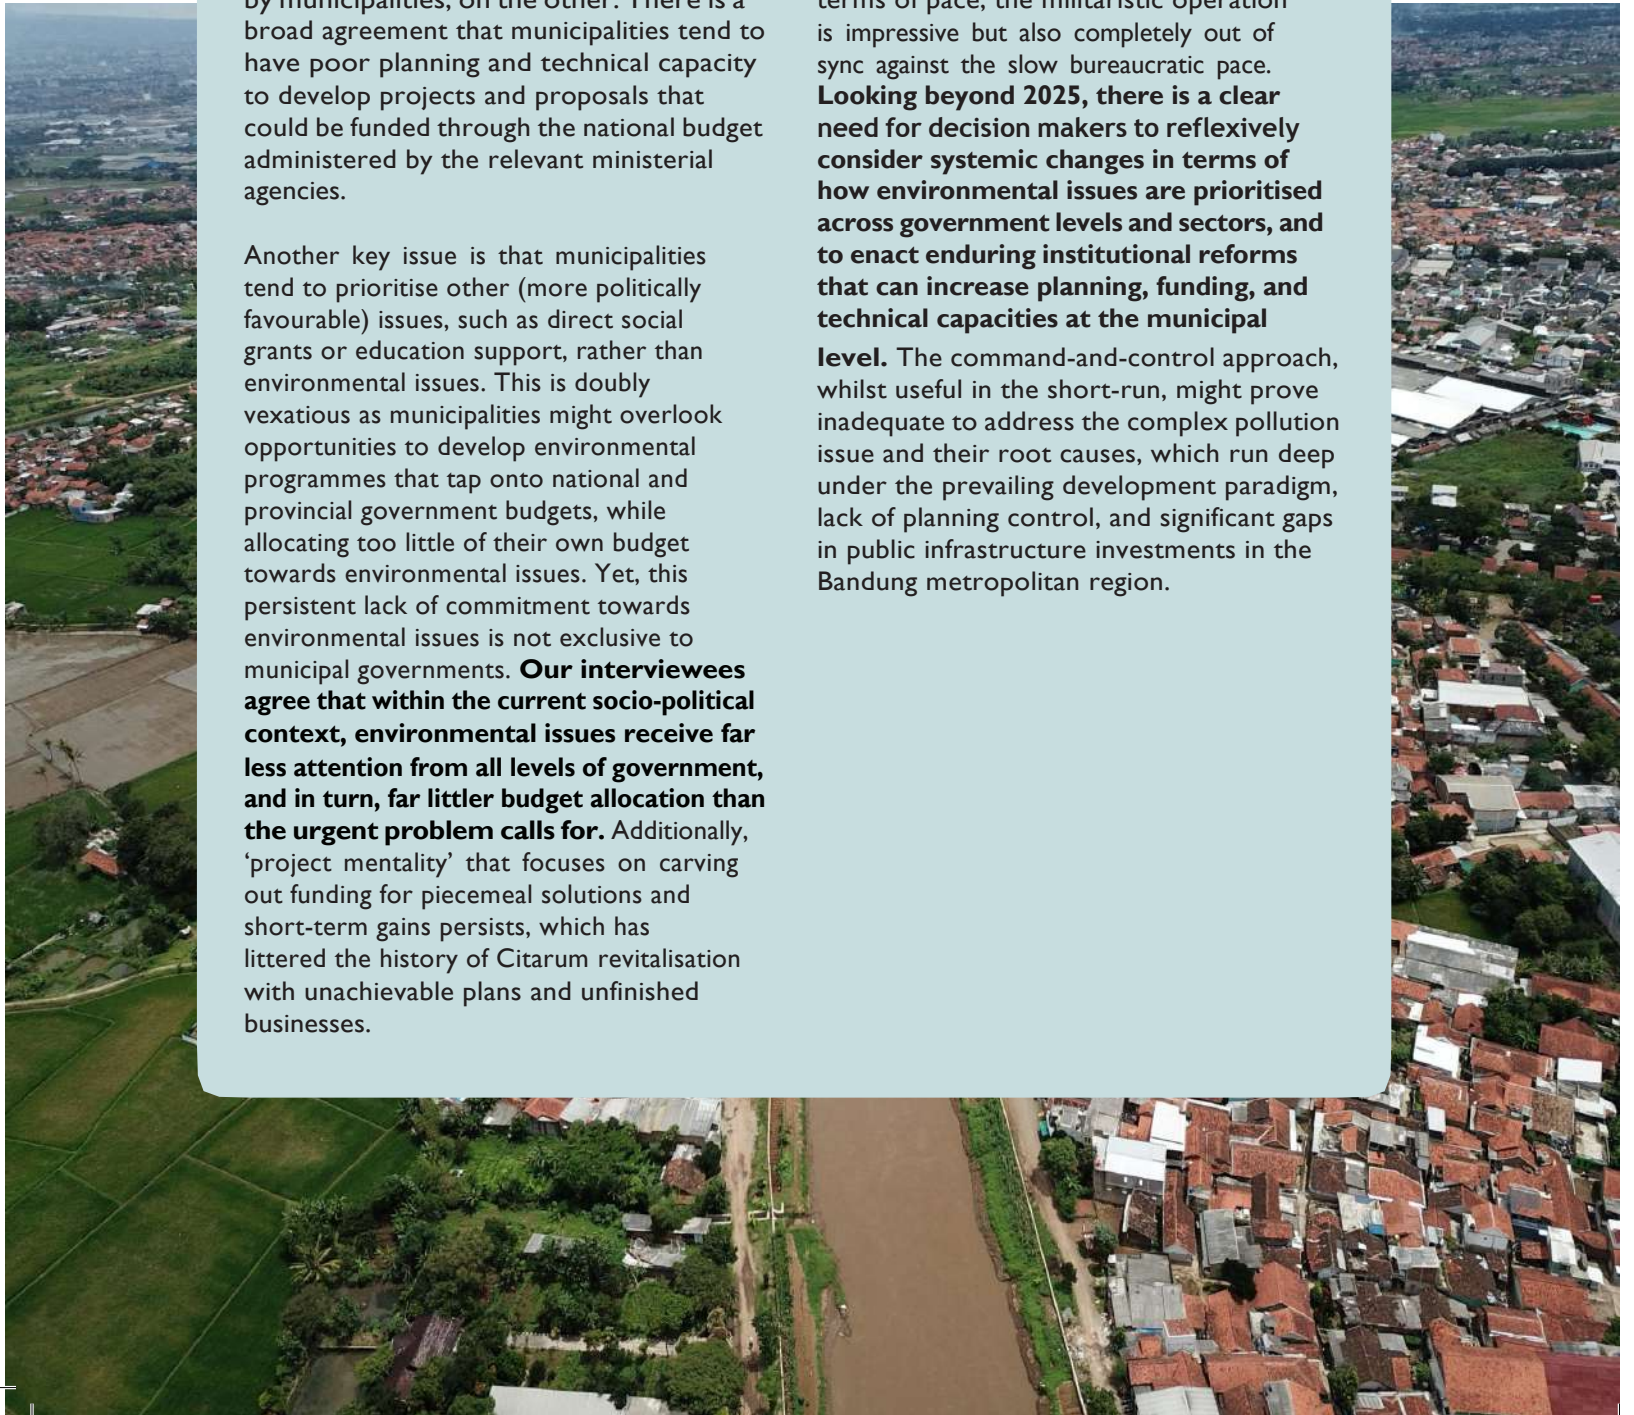 by municipalities, on the other. There is a
broad agreement that municipalities tend to
have poor planning and technical capacity
to develop projects and proposals that
could be funded through the national budget
administered by the relevant ministerial
agencies.
Another key issue is that municipalities
tend to prioritise other (more politically
favourable) issues, such as direct social
grants or education support, rather than
environmental issues. This is doubly
vexatious as municipalities might overlook
opportunities to develop environmental
programmes that tap onto national and
provincial government budgets, while
allocating too little of their own budget
towards environmental issues. Yet, this
persistent lack of commitment towards
environmental issues is not exclusive to
municipal governments. Our interviewees
agree that within the current socio-political
context, environmental issues receive far
less attention from all levels of government,
and in turn, far littler budget allocation than
the urgent problem calls for. Additionally,
‘project mentality’ that focuses on carving
out funding for piecemeal solutions and
short-term gains persists, which has
littered the history of Citarum revitalisation
with unachievable plans and unfinished
businesses.
terms of pace, the militaristic operation
is impressive but also completely out of
sync against the slow bureaucratic pace.
Looking beyond 2025, there is a clear
need for decision makers to reflexively
consider systemic changes in terms of
how environmental issues are prioritised
across government levels and sectors, and
to enact enduring institutional reforms
that can increase planning, funding, and
technical capacities at the municipal
level. The command-and-control approach,
whilst useful in the short-run, might prove
inadequate to address the complex pollution
issue and their root causes, which run deep
under the prevailing development paradigm,
lack of planning control, and significant gaps
in public infrastructure investments in the
Bandung metropolitan region.